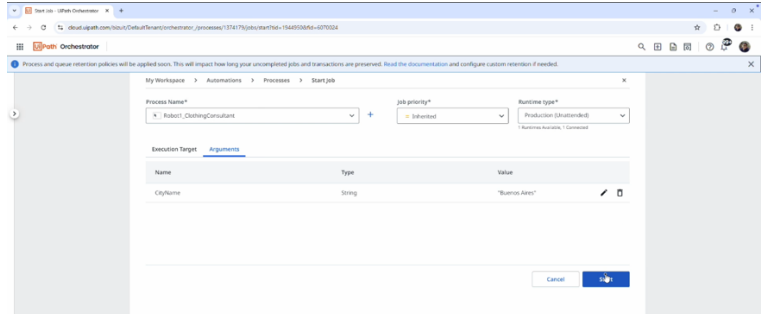 Start Job - UiPath Orchestrator
cloud.uipath.com/
UiPath Orchestrator
Process and queue retention policies will be applied soon. This will impact how long your uncompleted jobs and transactions are preserved. Read the documentation and configure custom retention if needed.
My Workspace > Automations > Processes > Start Job
Process Name* Job priority* Runtime type*
Robot1_ClothingConsultant Inherited Production (Unattended)
1 Runtimes Available, 1 Connected
Execution Target Arguments
Name Type Value
CityName String "Buenos Aires"
Cancel Start